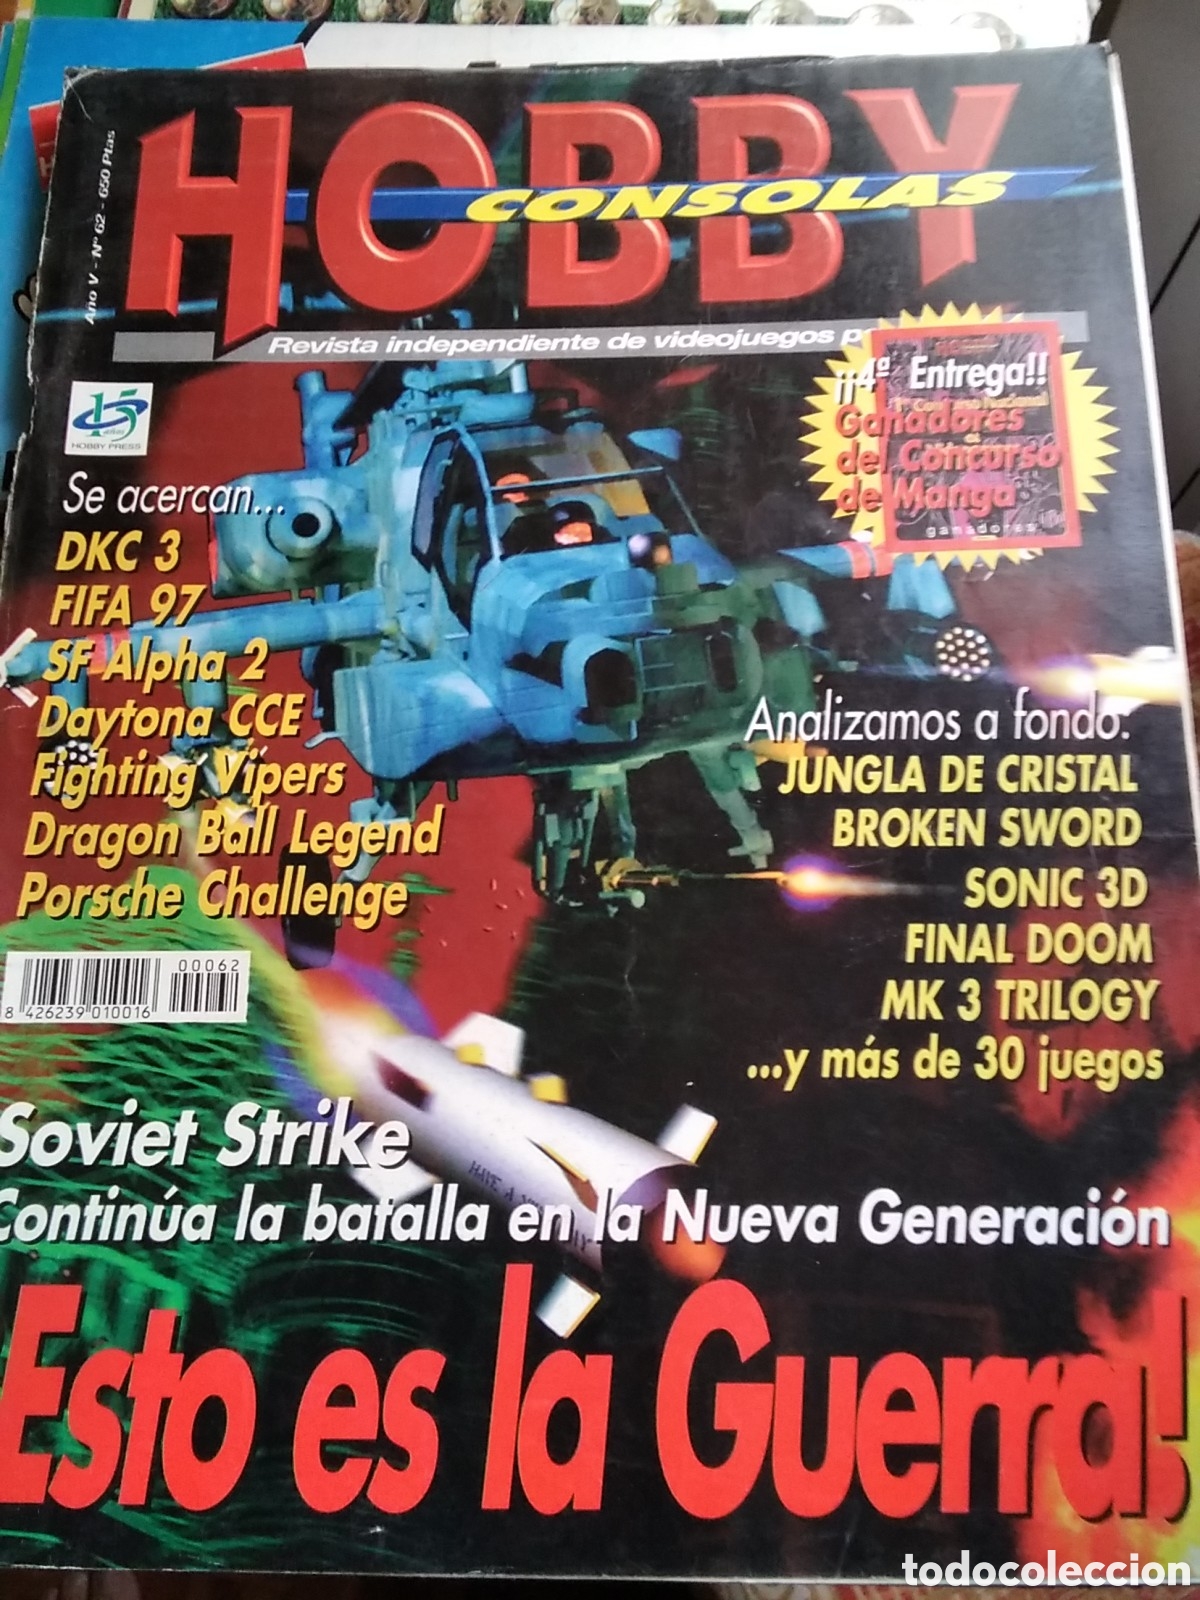 HOBBY
CONSOLAS
Año V - Nº 62 - 650 Ptas
Revista independiente de videojuegos
¡¡4ª Entrega!!
Ganadores
del Concurso
de Manga
ganadores
15
años
HOBBY PRESS
Se acercan...
DKC 3
FIFA 97
SF Alpha 2
Daytona CCE
Fighting Vipers
Dragon Ball Legend
Porsche Challenge
Analizamos a fondo:
JUNGLA DE CRISTAL
BROKEN SWORD
SONIC 3D
FINAL DOOM
MK 3 TRILOGY
...y más de 30 juegos
00062
8 426239 010016
Soviet Strike
HAVE A
Continúa la batalla en la Nueva Generación
Esto es la Guerra!
todocoleccion